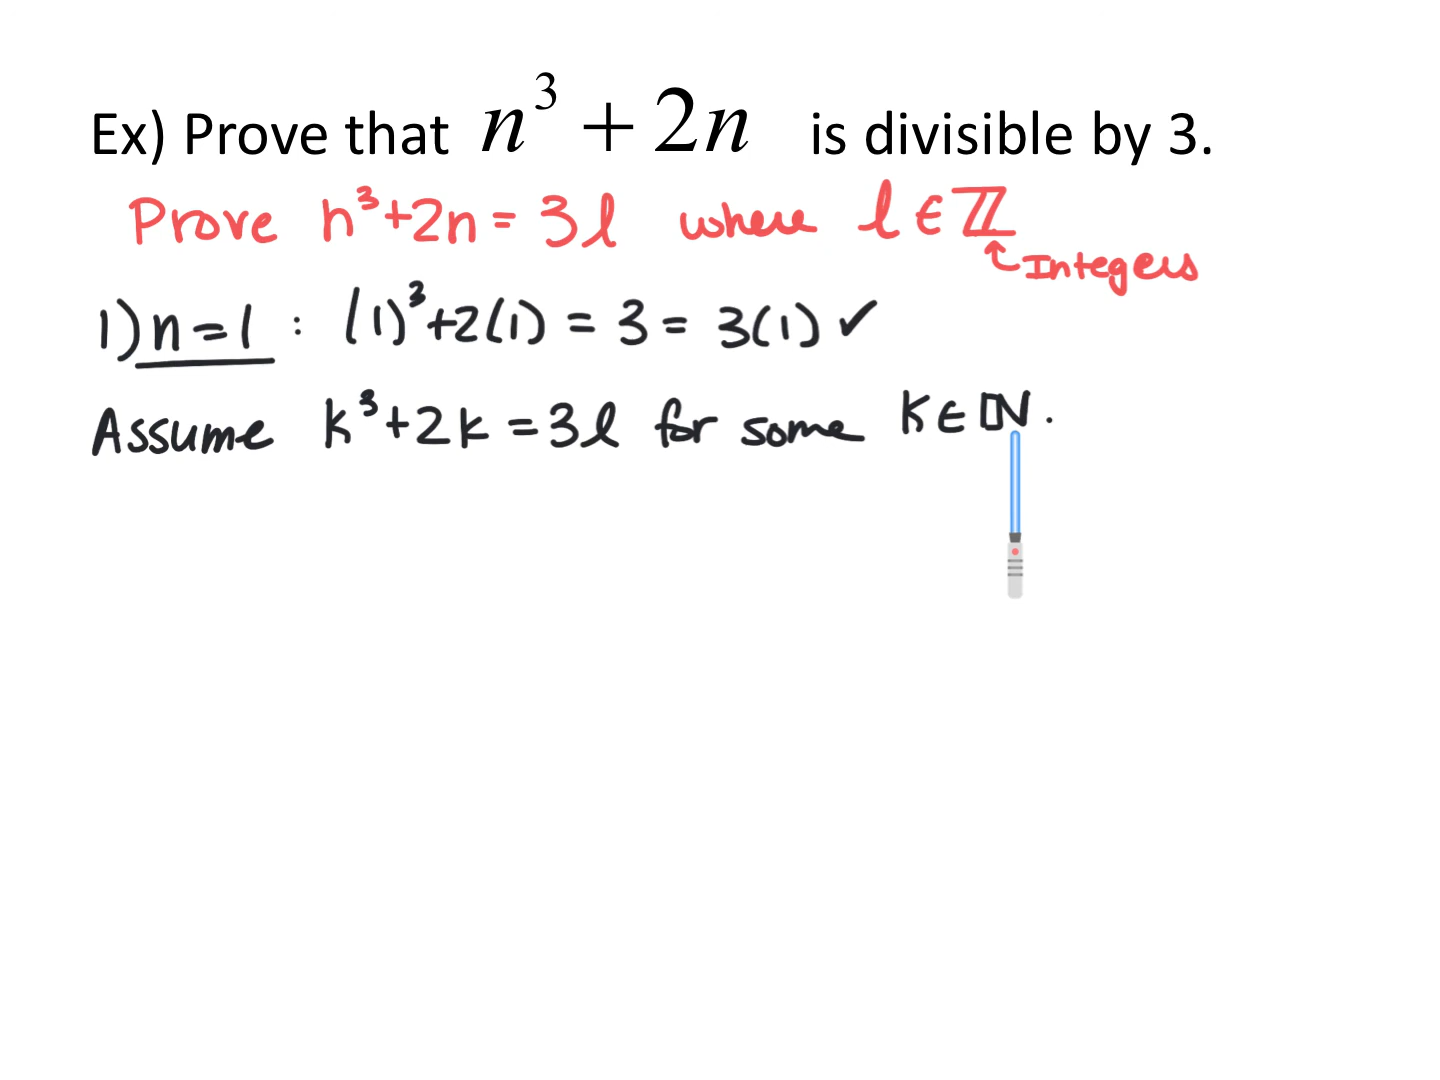 Ex) Prove that n³ + 2n is divisible by 3.
Prove n³+2n = 3l where l ∈ ℤ
↑ Integers
1) n = 1 : (1)³+2(1) = 3 = 3(1) ✓
Assume k³+2k = 3l for some k ∈ ℕ.